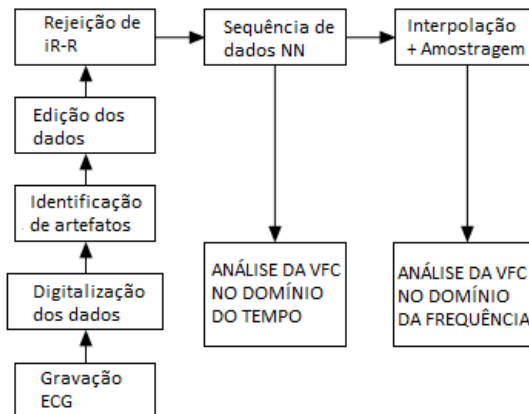 Rejeição de
iR-R
Sequência de
dados NN
Interpolação
+ Amostragem
Edição dos
dados
Identificação
de artefatos
Digitalização
dos dados
Gravação
ECG
ANÁLISE DA VFC
NO DOMÍNIO
DO TEMPO
ANÁLISE DA VFC
NO DOMÍNIO
DA FREQUÊNCIA